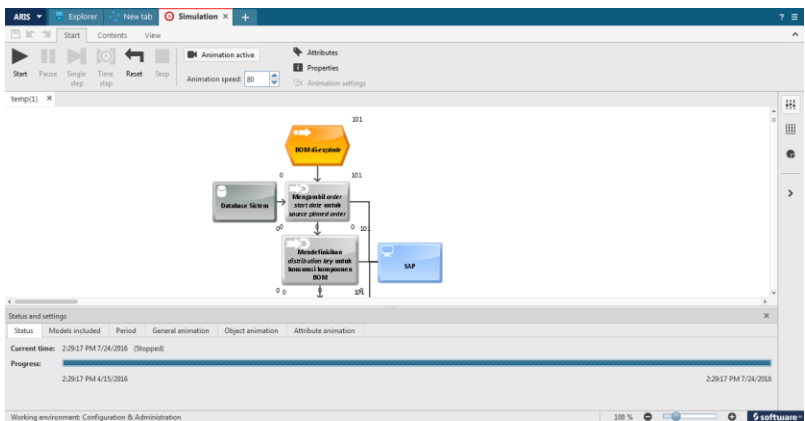 ARIS Explorer New tab Simulation × + ? 
Start Contents View
Start Pause Single step Time step Reset Stop
Animation active
Animation speed: 80
Attributes
Properties
Animation settings
temp(1) ×
101
BOM di-explode
0 101
Database Sistem
Mengambil order
start date untuk
source pinned order
0 0 0 101
Mendefinisikan
distribution key untuk
konsumsi komponen
BOM
SAP
0 0 101
Status and settings ×
Status Models included Period General animation Object animation Attribute animation
Current time: 2:29:17 PM 7/24/2016 (Stopped)
Progress:
2:29:17 PM 4/15/2016 2:29:17 PM 7/24/2016
Working environment: Configuration & Administration 100 % software